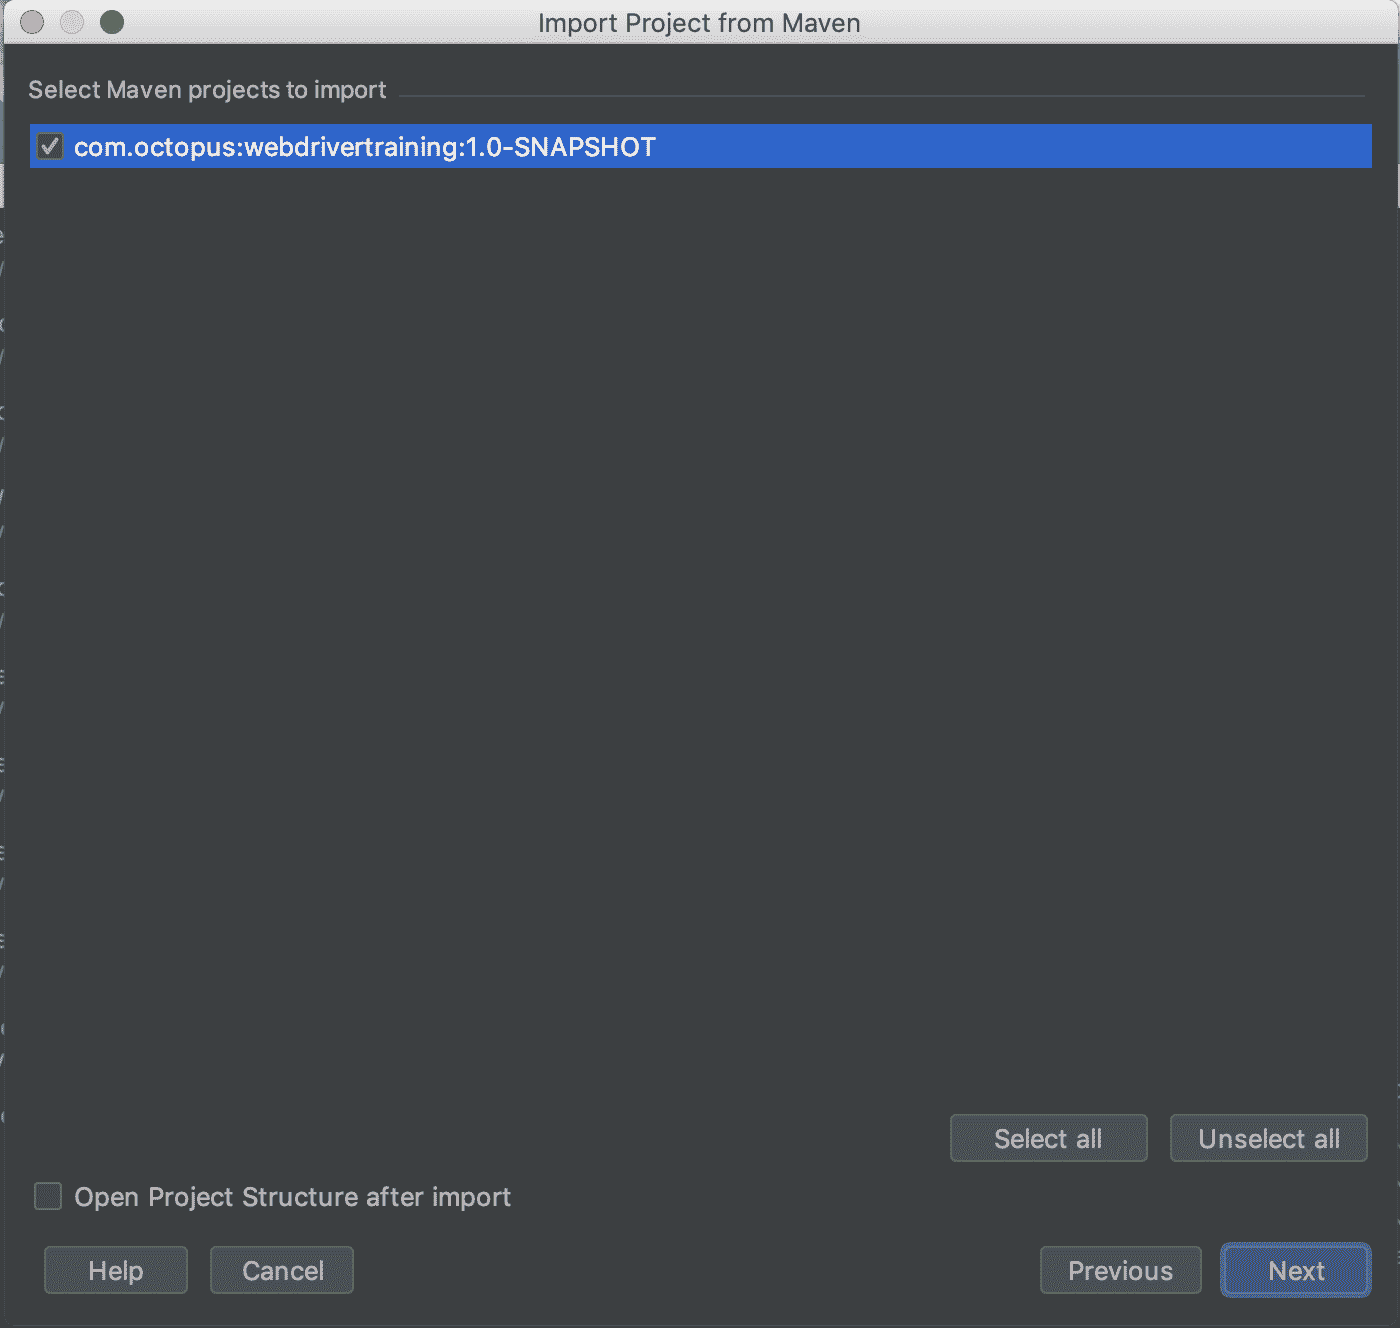 Import Project from Maven
Select Maven projects to import
com.octopus:webdrivertraining:1.0-SNAPSHOT
Select all Unselect all
Open Project Structure after import
Help Cancel Previous Next